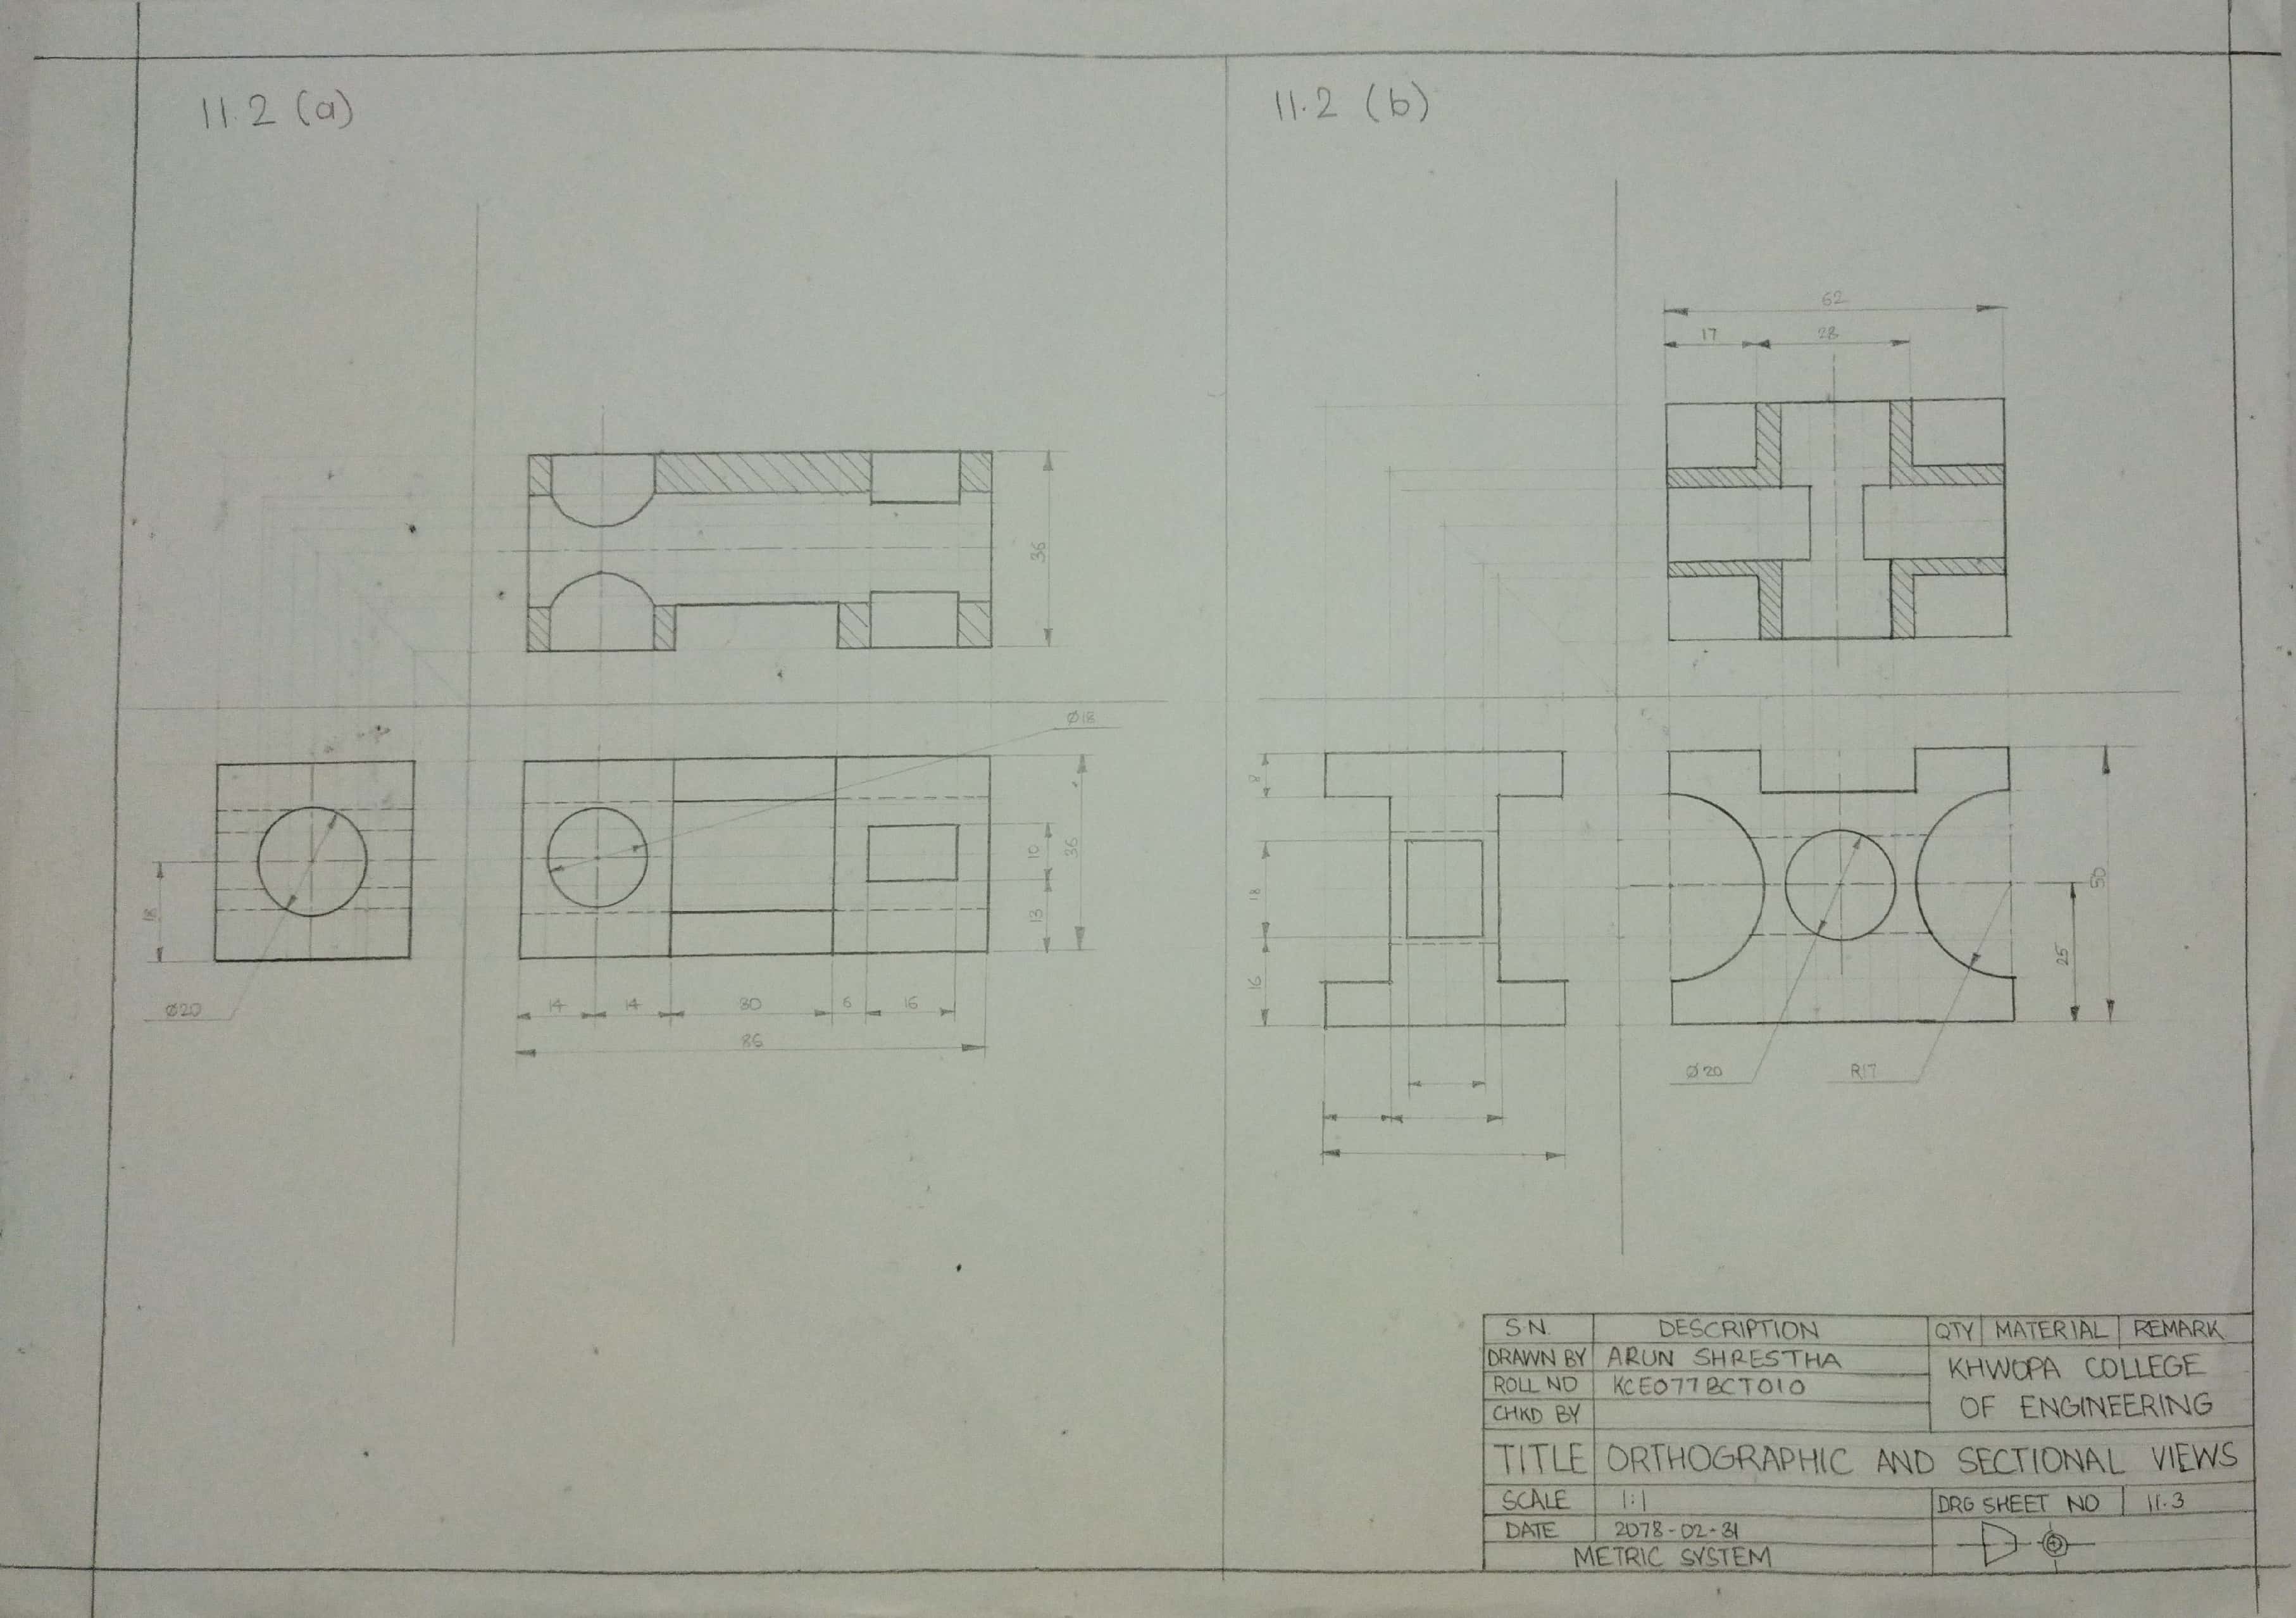 11.2 (a)
11.2 (b)
36
Ø18
10
36
13
18
Ø20
14 14 30 6 16
86
62
17 28
8
18
16
50
25
Ø20
R17
S.N. DESCRIPTION QTY MATERIAL REMARK
DRAWN BY ARUN SHRESTHA
KHWOPA COLLEGE
OF ENGINEERING
ROLL NO KCE077BCT010
CHKD BY
TITLE ORTHOGRAPHIC AND SECTIONAL VIEWS
SCALE 1:1 DRG SHEET NO 11.3
DATE 2078-02-31
METRIC SYSTEM